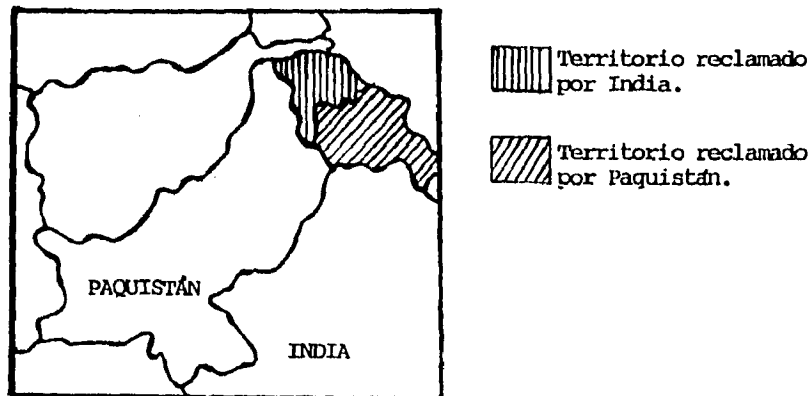 Territorio reclamado
por India.
Territorio reclamado
por Paquistán.
PAQUISTÁN
INDIA